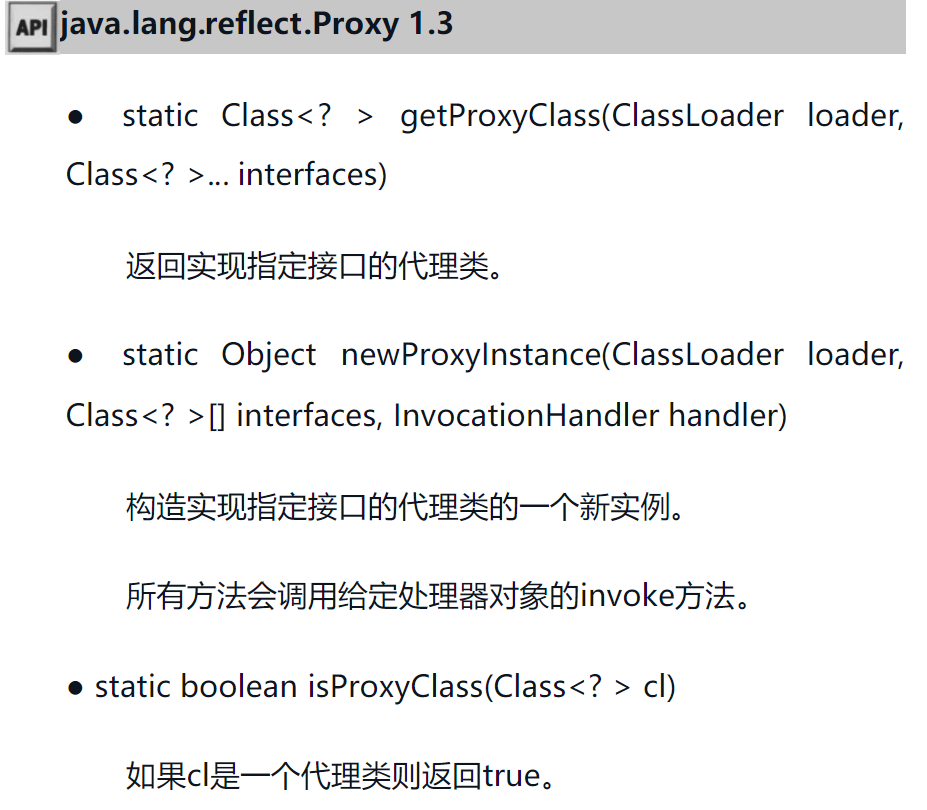 API java.lang.reflect.Proxy 1.3
● static Class<? > getProxyClass(ClassLoader loader,
Class<? >... interfaces)
返回实现指定接口的代理类。
● static Object newProxyInstance(ClassLoader loader,
Class<? >[] interfaces, InvocationHandler handler)
构造实现指定接口的代理类的一个新实例。
所有方法会调用给定处理器对象的invoke方法。
● static boolean isProxyClass(Class<? > cl)
如果cl是一个代理类则返回true。